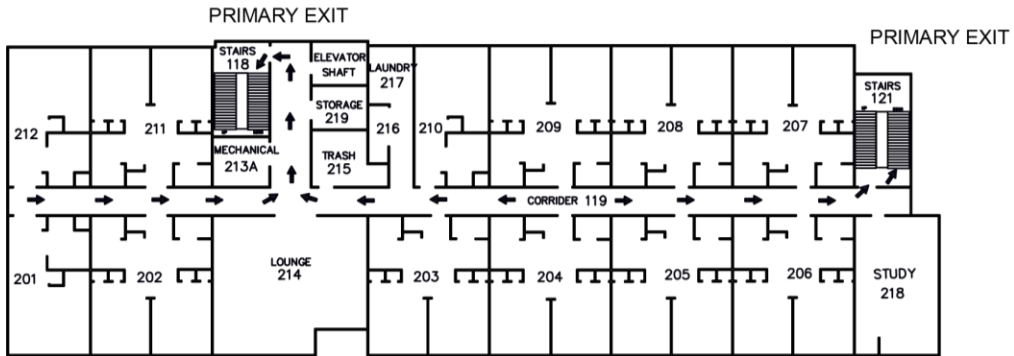 PRIMARY EXIT
PRIMARY EXIT
STAIRS
118
ELEVATOR
SHAFT
LAUNDRY
217
STAIRS
121
STORAGE
219
212
211
216
210
209
208
207
MECHANICAL
213A
TRASH
215
CORRIDER 119
LOUNGE
214
201
202
203
204
205
206
STUDY
218